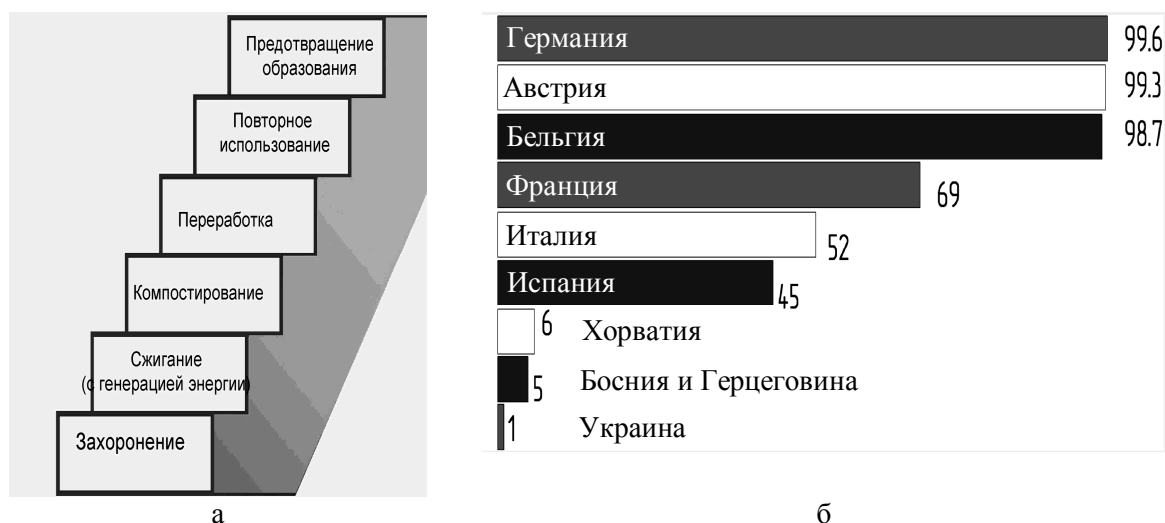 Предотвращение
образования
Повторное
использование
Переработка
Компостирование
Сжигание
(с генерацией энергии)
Захоронение
а
Германия 99.6
Австрия 99.3
Бельгия 98.7
Франция 69
Италия 52
Испания 45
6 Хорватия
5 Босния и Герцеговина
1 Украина
б